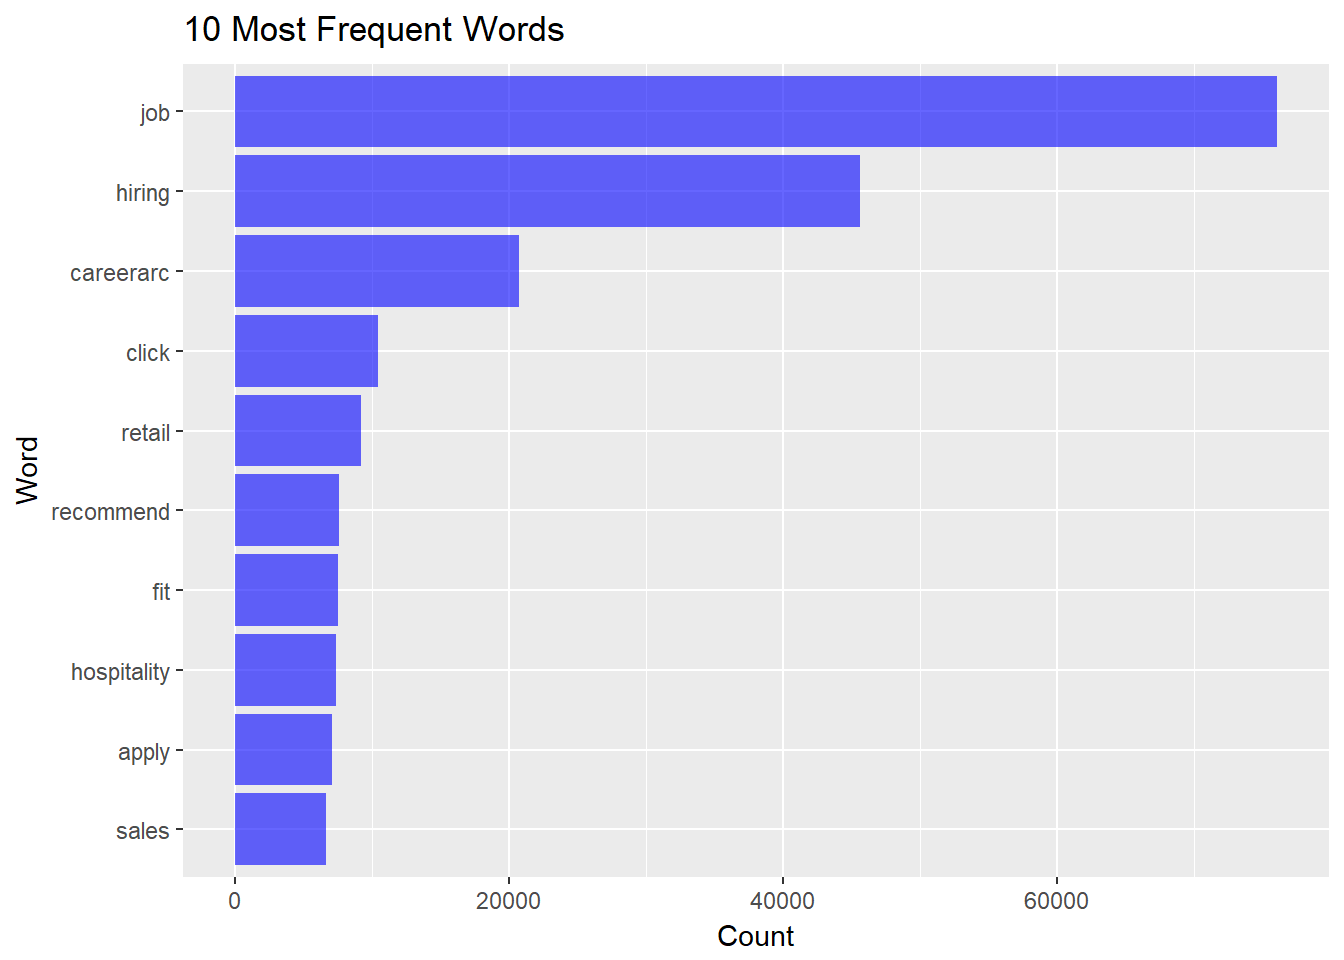 10 Most Frequent Words
job
hiring
careerarc
click
retail
recommend
fit
hospitality
apply
sales
Word
0 20000 40000 60000
Count